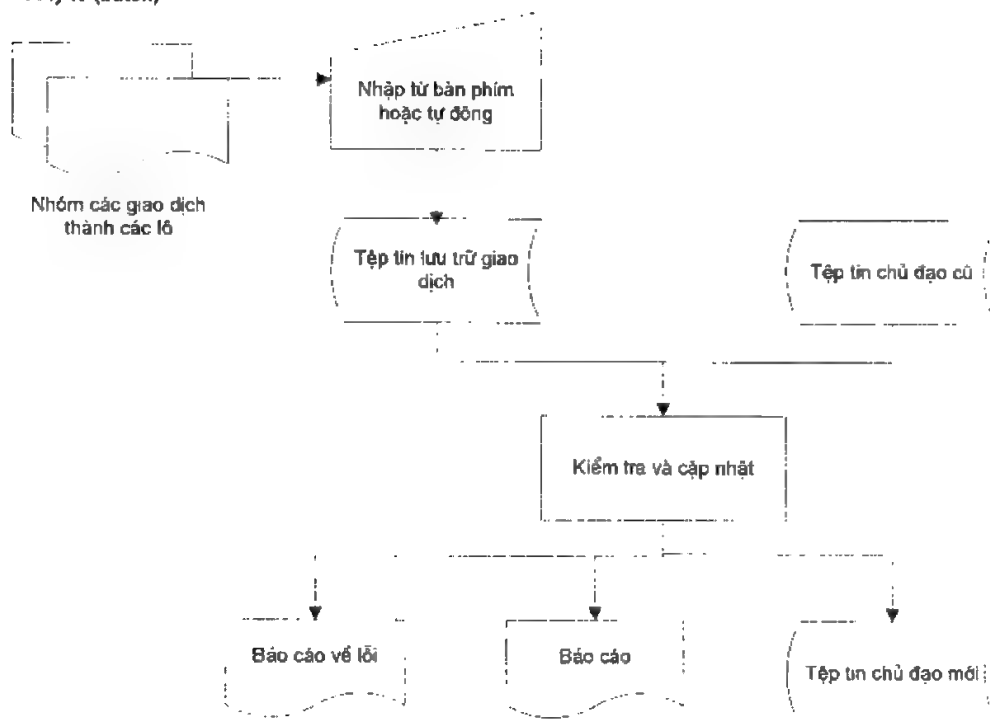 (batch)
Nhập từ bàn phím
hoặc tự động
Nhóm các giao dịch
thành các lô
Tệp tin lưu trữ giao
dịch
Tệp tin chủ đạo cũ
Kiểm tra và cập nhật
Báo cáo về lỗi
Báo cáo
Tệp tin chủ đạo mới